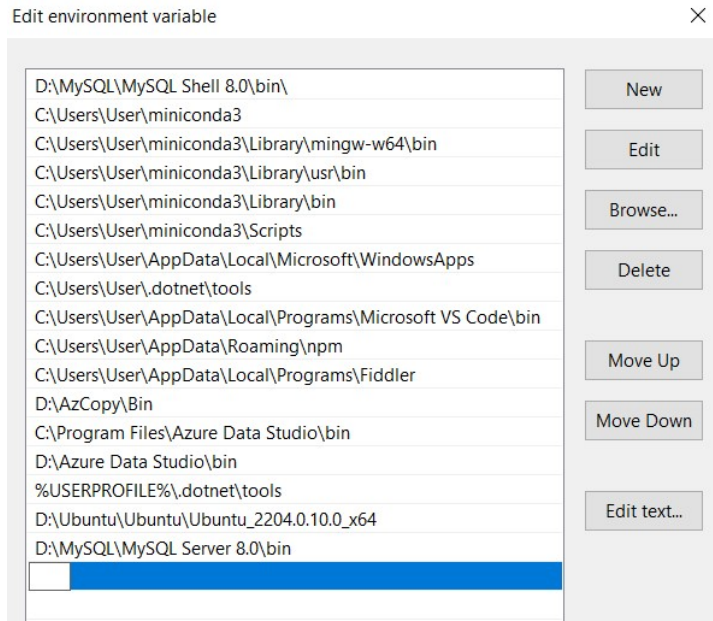 Edit environment variable
D:\MySQL\MySQL Shell 8.0\bin\
C:\Users\User\miniconda3
C:\Users\User\miniconda3\Library\mingw-w64\bin
C:\Users\User\miniconda3\Library\usr\bin
C:\Users\User\miniconda3\Library\bin
C:\Users\User\miniconda3\Scripts
C:\Users\User\AppData\Local\Microsoft\WindowsApps
C:\Users\User\.dotnet\tools
C:\Users\User\AppData\Local\Programs\Microsoft VS Code\bin
C:\Users\User\AppData\Roaming\npm
C:\Users\User\AppData\Local\Programs\Fiddler
D:\AzCopy\Bin
C:\Program Files\Azure Data Studio\bin
D:\Azure Data Studio\bin
%USERPROFILE%\.dotnet\tools
D:\Ubuntu\Ubuntu\Ubuntu_2204.0.10.0_x64
D:\MySQL\MySQL Server 8.0\bin
New
Edit
Browse...
Delete
Move Up
Move Down
Edit text...